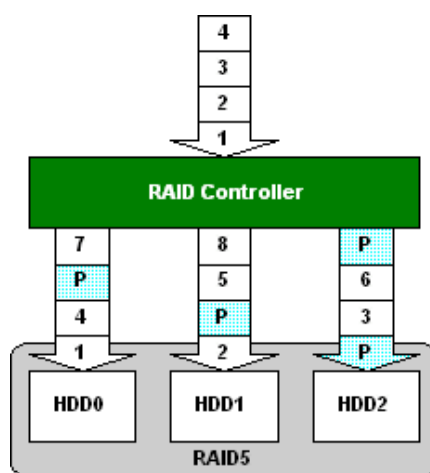 4
3
2
1
RAID Controller
7 8 P
P 5 6
4 P 3
1 2 P
HDD0 HDD1 HDD2
RAID5